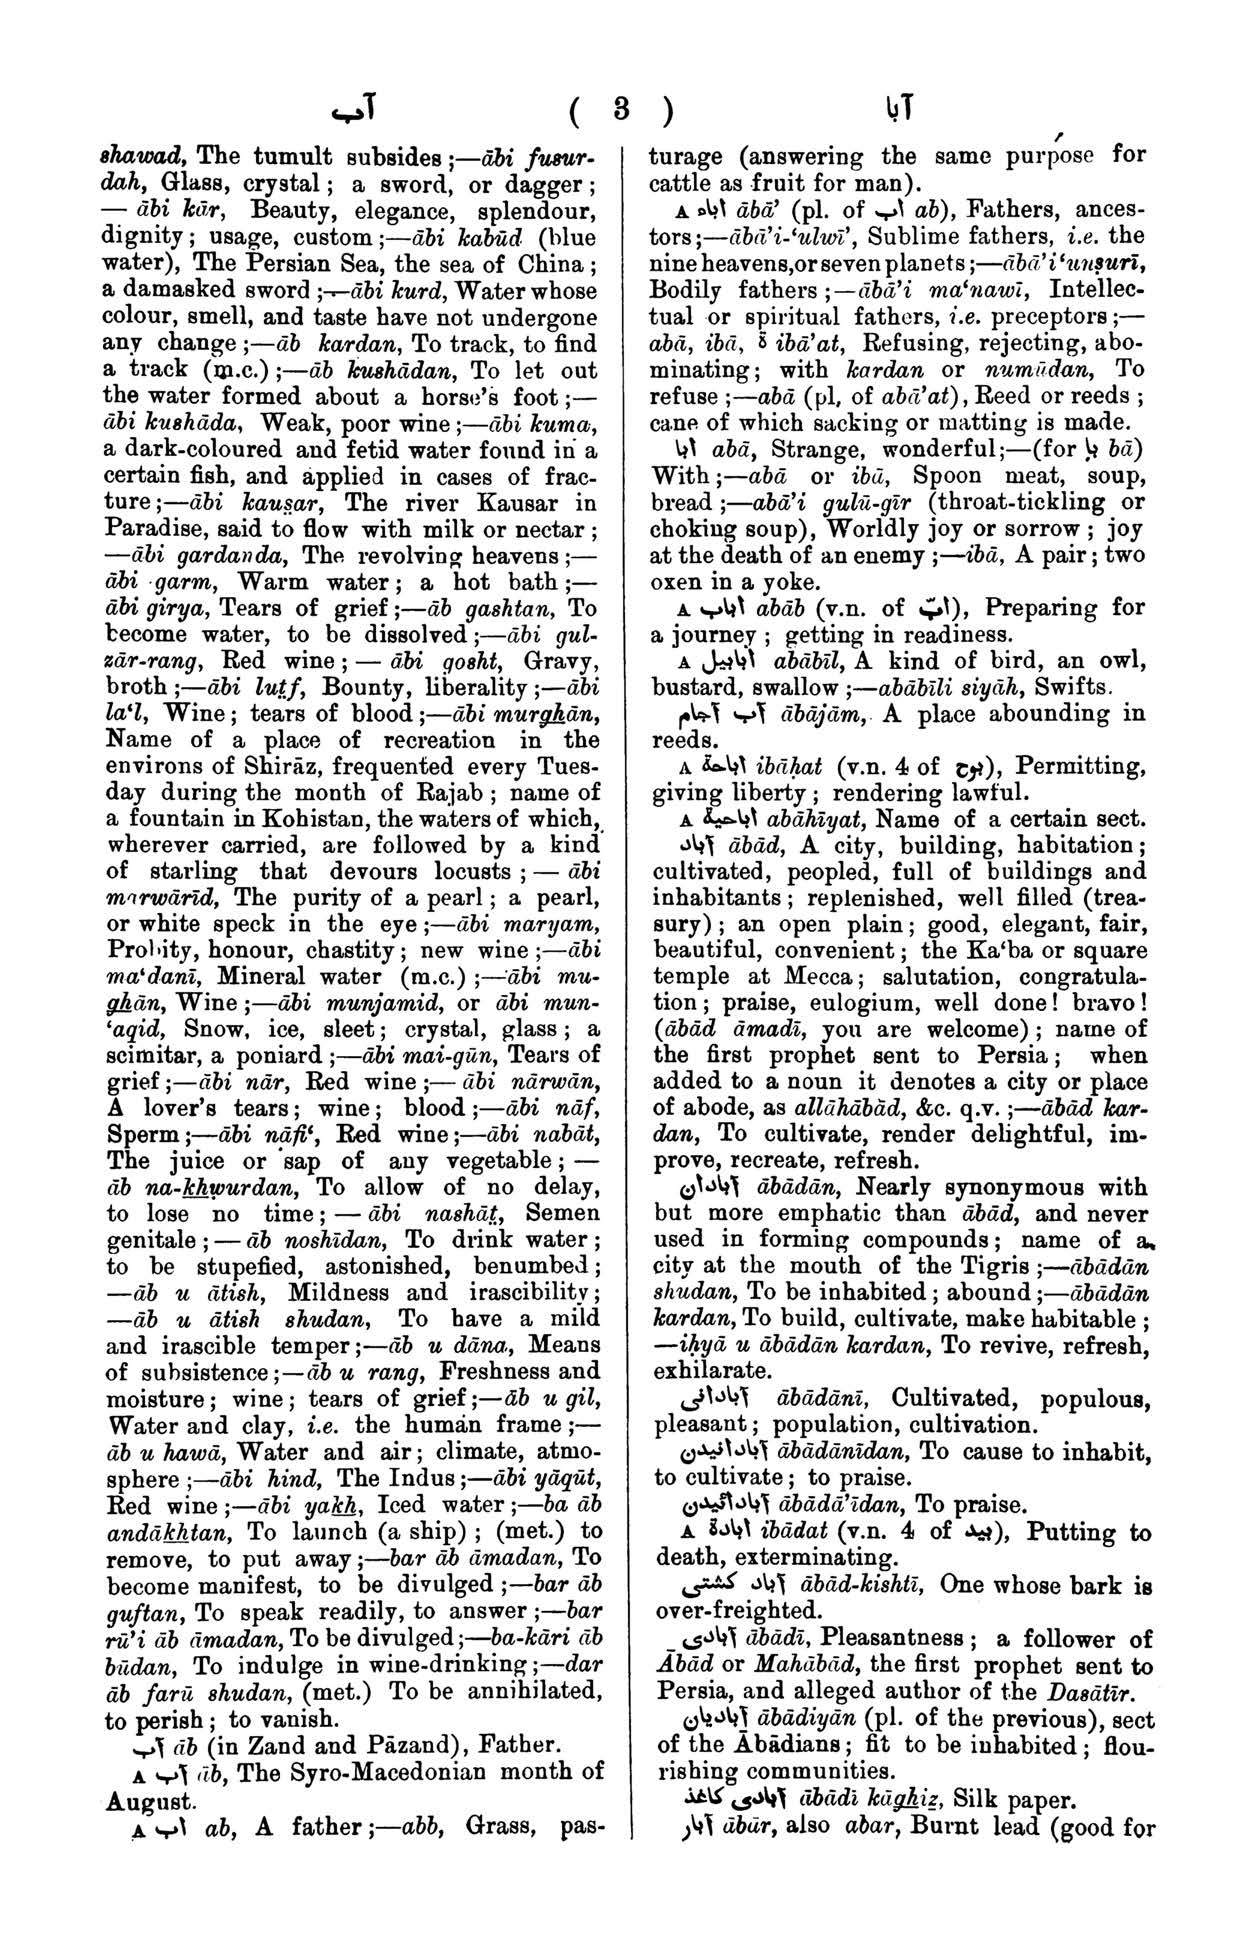 آب
( 3 )
آبا
shawad, The tumult subsides;—ābi fusur-
dah, Glass, crystal; a sword, or dagger;
— ābi kār, Beauty, elegance, splendour,
dignity; usage, custom;—ābi kabūd (blue
water), The Persian Sea, the sea of China;
a damasked sword;—ābi kurd, Water whose
colour, smell, and taste have not undergone
any change;—āb kardan, To track, to find
a track (m.c.);—āb kushādan, To let out
the water formed about a horse's foot;—
ābi kushāda, Weak, poor wine;—ābi kuma,
a dark-coloured and fetid water found in a
certain fish, and applied in cases of frac-
ture;—ābi kaus̤ar, The river Kausar in
Paradise, said to flow with milk or nectar;
—ābi gardanda, The revolving heavens;—
ābi garm, Warm water; a hot bath;—
ābi girya, Tears of grief;—āb gashtan, To
become water, to be dissolved;—ābi gul-
zār-rang, Red wine; — ābi gosht, Gravy,
broth;—ābi lut̤f, Bounty, liberality;—ābi
la‘l, Wine; tears of blood;—ābi murghān,
Name of a place of recreation in the
environs of Shirāz, frequented every Tues-
day during the month of Rajab; name of
a fountain in Kohistan, the waters of which,
wherever carried, are followed by a kind
of starling that devours locusts; — ābi
marwārīd, The purity of a pearl; a pearl,
or white speck in the eye;—ābi maryam,
Probity, honour, chastity; new wine;—ābi
ma‘danī, Mineral water (m.c.);—ābi mu-
ghān, Wine;—ābi munjamid, or ābi mun-
‘aqid, Snow, ice, sleet; crystal, glass; a
scimitar, a poniard;—ābi mai-gūn, Tears of
grief;—ābi nār, Red wine;—ābi nārwān,
A lover's tears; wine; blood;—ābi nāf,
Sperm;—ābi nāfi‘, Red wine;—ābi nabāt,
The juice or sap of any vegetable; —
āb na-khẉurdan, To allow of no delay,
to lose no time; — ābi nashāt̤, Semen
genitale; — āb noshīdan, To drink water;
to be stupefied, astonished, benumbed;
—āb u ātish, Mildness and irascibility;
—āb u ātish shudan, To have a mild
and irascible temper;—āb u dāna, Means
of subsistence;—āb u rang, Freshness and
moisture; wine; tears of grief;—āb u gil,
Water and clay, i.e. the human frame;—
āb u hawā, Water and air; climate, atmo-
sphere;—ābi hind, The Indus;—ābi yāqūt,
Red wine;—ābi yakh, Iced water;—ba āb
andākhtan, To launch (a ship); (met.) to
remove, to put away;—bar āb āmadan, To
become manifest, to be divulged;—bar āb
guftan, To speak readily, to answer;—bar
rū’i āb āmadan, To be divulged;—ba-kāri āb
būdan, To indulge in wine-drinking;—dar
āb farū shudan, (met.) To be annihilated,
to perish; to vanish.
آب āb (in Zand and Pāzand), Father.
A آب āb, The Syro-Macedonian month of
August.
A اب ab, A father;—abb, Grass, pas-
turage (answering the same purpose for
cattle as fruit for man).
A اباء ābā’ (pl. of اب ab), Fathers, ances-
tors;—ābā’i-‘ulwī’, Sublime fathers, i.e. the
nine heavens, or seven planets;—ābā’i ‘unṣurī,
Bodily fathers;—ābā’i ma‘nawī, Intellec-
tual or spiritual fathers, i.e. preceptors;—
abā, ibā, ة ibā’at, Refusing, rejecting, abo-
minating; with kardan or numūdan, To
refuse;—abā (pl. of abā’at), Reed or reeds;
cane of which sacking or matting is made.
ابا abā, Strange, wonderful;—(for با bā)
With;—abā or ibā, Spoon meat, soup,
bread;—abā’i gulū-gīr (throat-tickling or
choking soup), Worldly joy or sorrow; joy
at the death of an enemy;—ibā, A pair; two
oxen in a yoke.
A اباب abāb (v.n. of ابّ), Preparing for
a journey; getting in readiness.
A ابابيل abābīl, A kind of bird, an owl,
bustard, swallow;—abābīli siyāh, Swifts.
آب آجام ābājām, A place abounding in
reeds.
A اباحة ibāḥat (v.n. 4 of بوح), Permitting,
giving liberty; rendering lawful.
A اباحية abāhīyat, Name of a certain sect.
آباد ābād, A city, building, habitation;
cultivated, peopled, full of buildings and
inhabitants; replenished, well filled (trea-
sury); an open plain; good, elegant, fair,
beautiful, convenient; the Ka‘ba or square
temple at Mecca; salutation, congratula-
tion; praise, eulogium, well done! bravo!
(ābād āmadī, you are welcome); name of
the first prophet sent to Persia; when
added to a noun it denotes a city or place
of abode, as allāhābād, &c. q.v.;—ābād kar-
dan, To cultivate, render delightful, im-
prove, recreate, refresh.
آبادان ābādān, Nearly synonymous with
but more emphatic than ābād, and never
used in forming compounds; name of a
city at the mouth of the Tigris;—ābādān
shudan, To be inhabited; abound;—ābādān
kardan, To build, cultivate, make habitable;
—iḥyā u ābādān kardan, To revive, refresh,
exhilarate.
آبادانى ābādānī, Cultivated, populous,
pleasant; population, cultivation.
آبادانيدن ābādānīdan, To cause to inhabit,
to cultivate; to praise.
آبادائيدن ābādā’īdan, To praise.
A ابادة ibādat (v.n. 4 of بيد), Putting to
death, exterminating.
آباد كشتى ābād-kishtī, One whose bark is
over-freighted.
آبادى ābādī, Pleasantness; a follower of
Ābād or Mahābād, the first prophet sent to
Persia, and alleged author of the Dasātīr.
آباديان ābādiyān (pl. of the previous), sect
of the Ābādians; fit to be inhabited; flou-
rishing communities.
آبادى كاغذ ābādī kāghiẕ, Silk paper.
آبار ābār, also abar, Burnt lead (good for